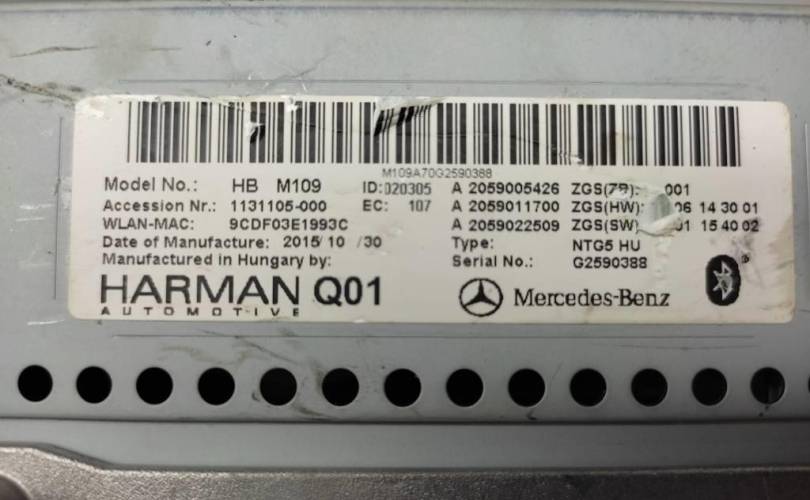 M109A70G2590388
Model No.: HB M109 ID:020305 A 2059005426 ZGS(ZB): 001
Accession Nr.: 1131105-000 EC: 107 A 2059011700 ZGS(HW): 06 14 30 01
WLAN-MAC: 9CDF03E1993C A 2059022509 ZGS(SW): 01 15 40 02
Date of Manufacture: 2015/10 /30 Type: NTG5 HU
Manufactured in Hungary by: Serial No.: G2590388
HARMAN Q01 Mercedes-Benz
AUTOMOTIVE